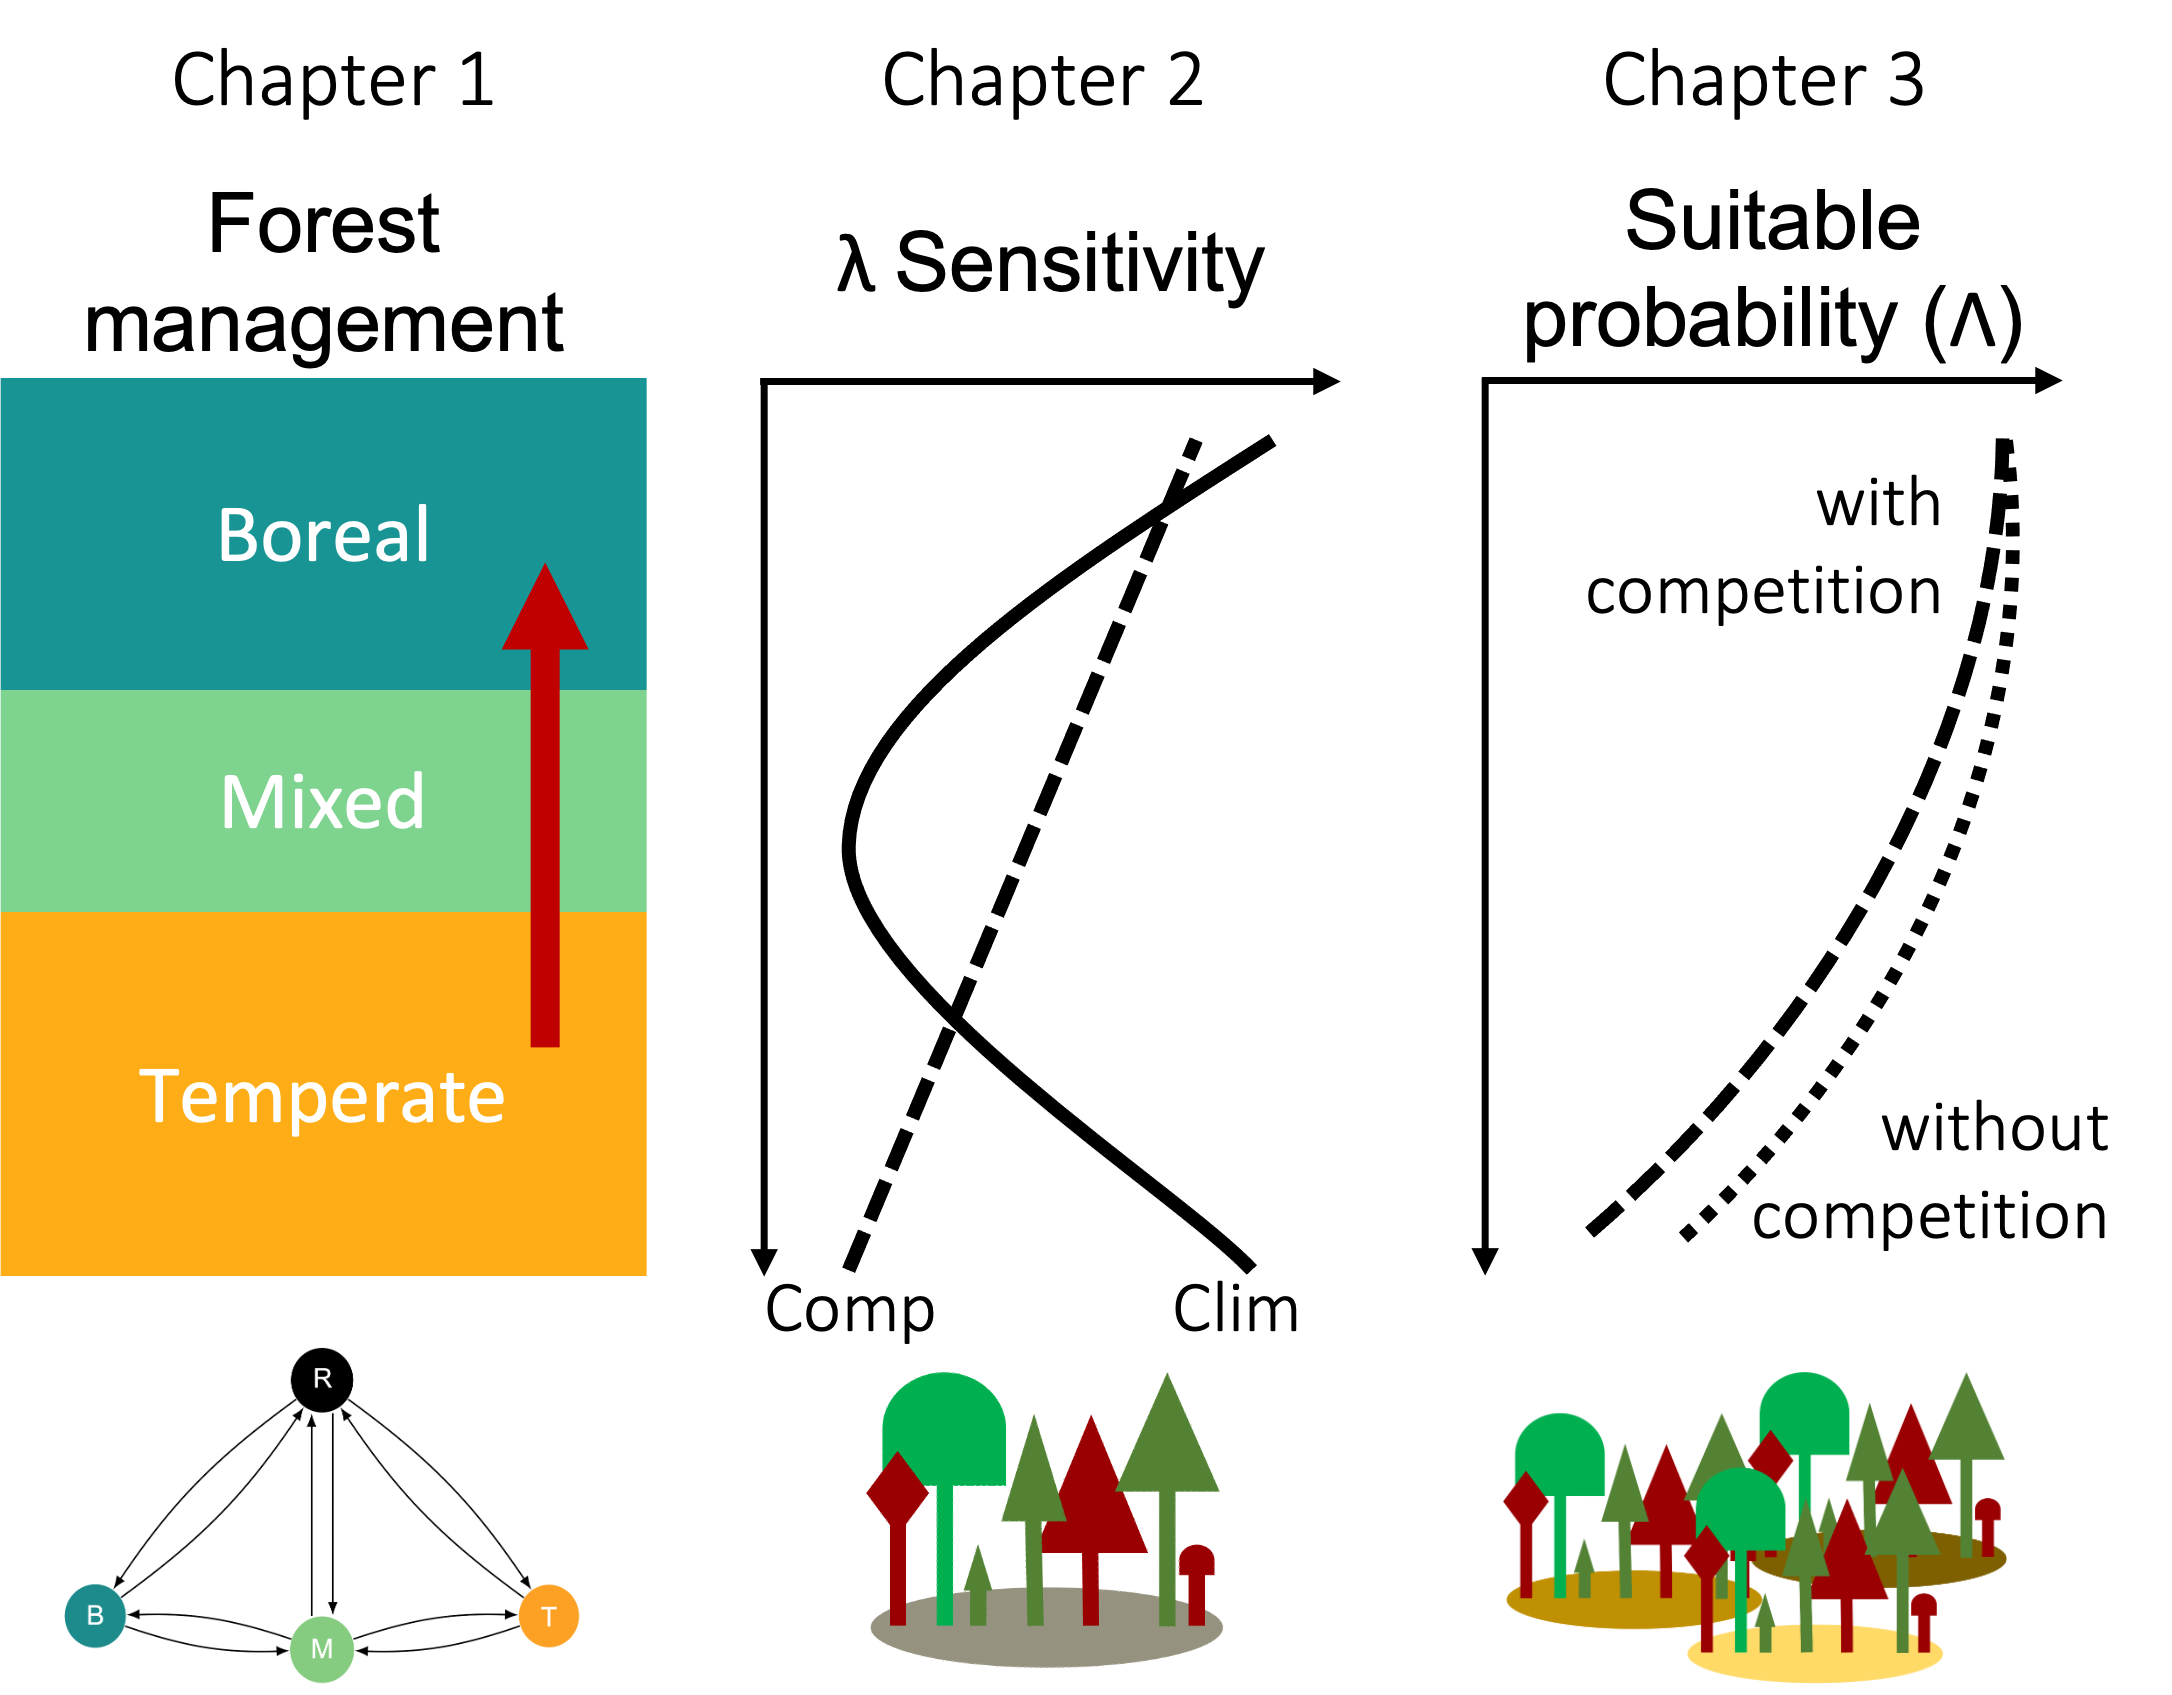 Chapter 1
Forest
management
Boreal
Mixed
Temperate
R
B
M
T
Chapter 2
λ Sensitivity
Comp
Clim
Chapter 3
Suitable
probability (Λ)
with
competition
without
competition